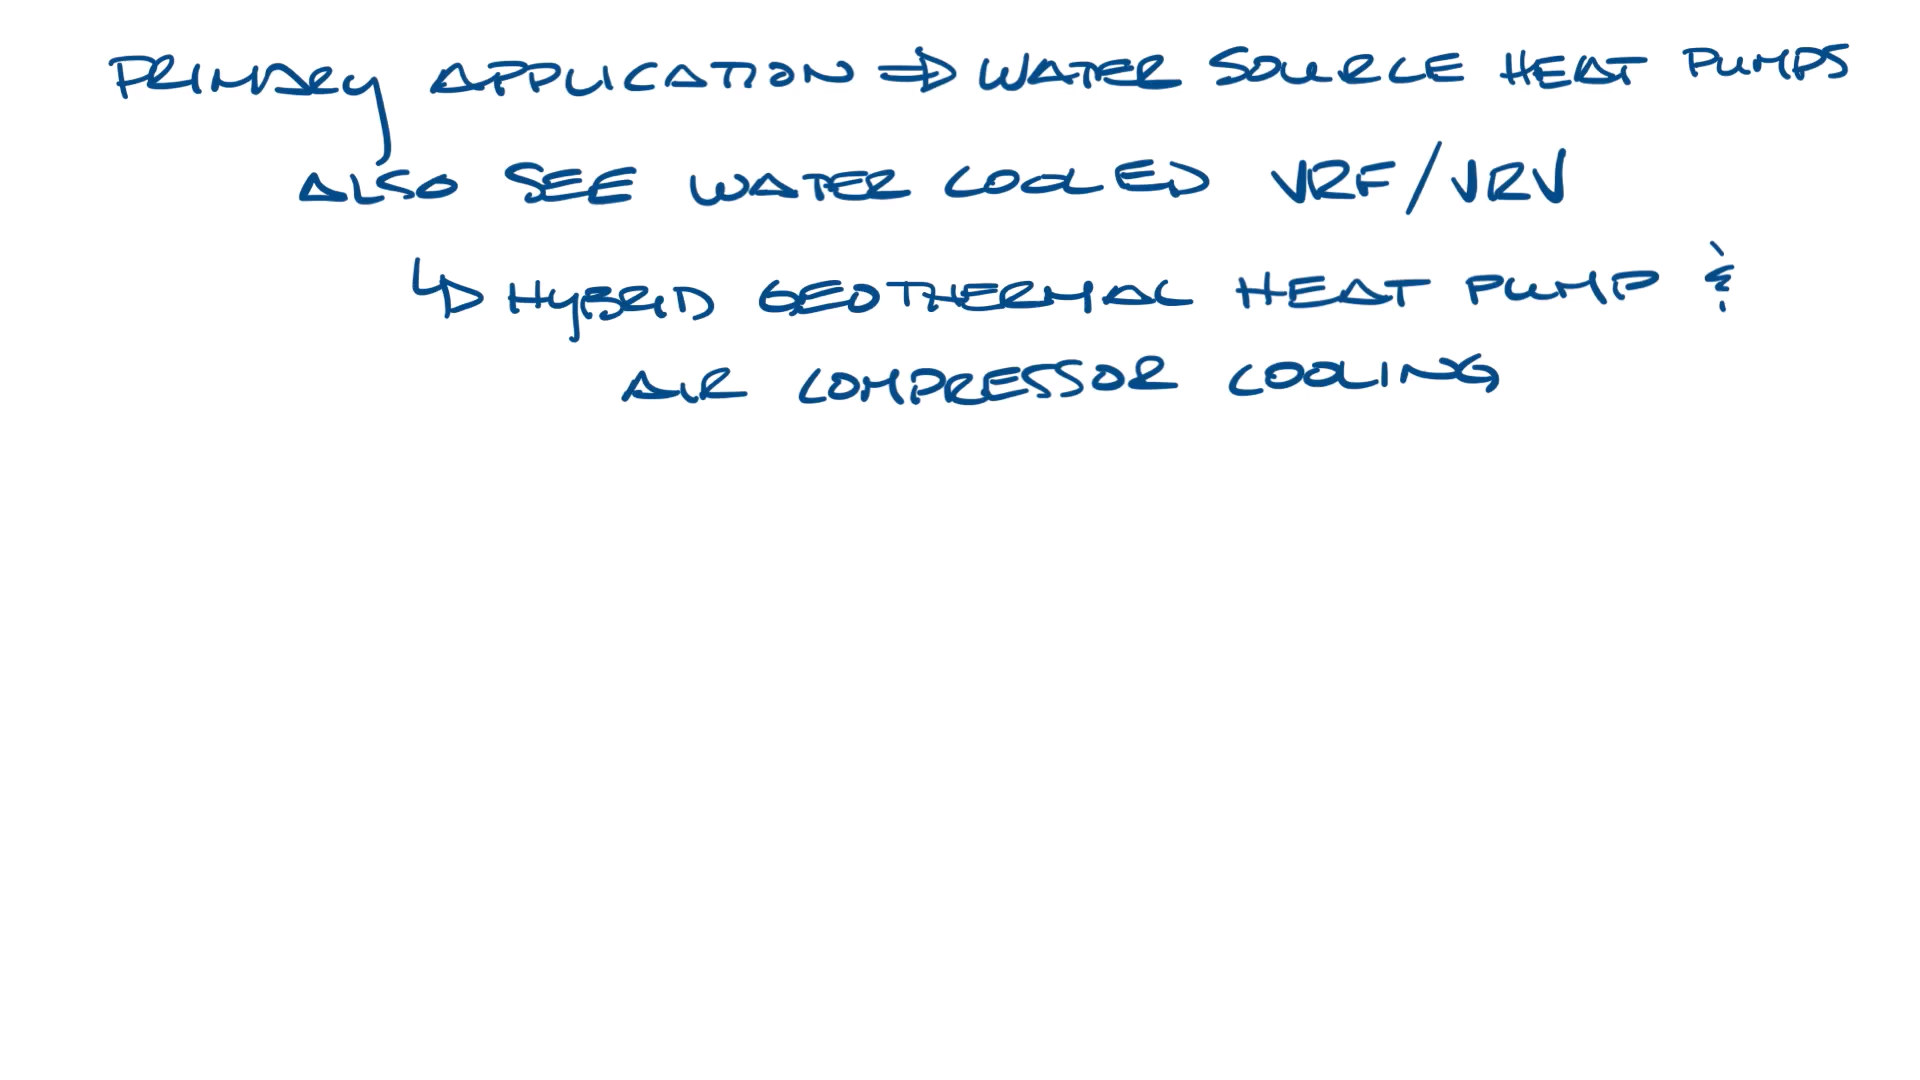 PRIMARY APPLICATION ⇒ WATER SOURCE HEAT PUMPS
ALSO SEE WATER COOLED VRF/VRV
↳ HYBRID GEOTHERMAL HEAT PUMP &
AIR COMPRESSOR COOLING